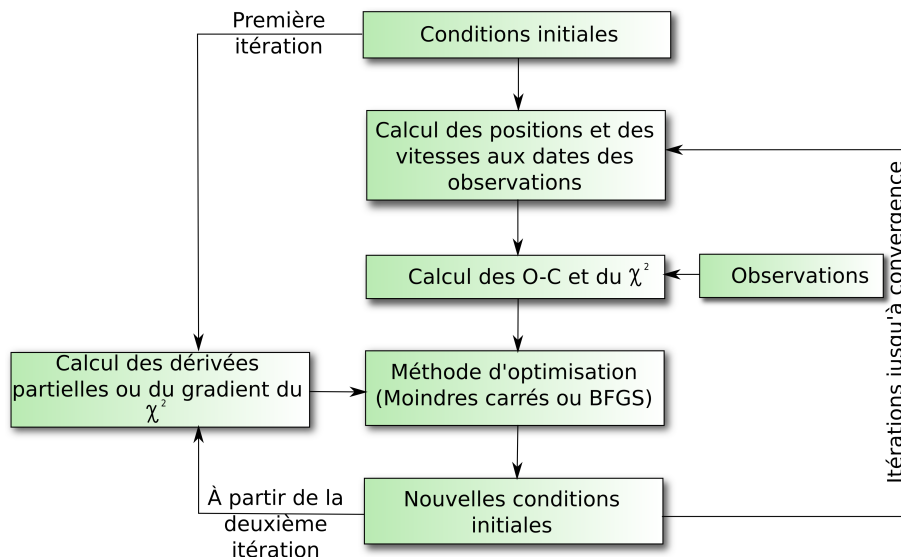 Première
itération
Conditions initiales
Calcul des positions et des
vitesses aux dates des
observations
Calcul des O-C et du χ²
Observations
Itérations jusqu'à convergence
Calcul des dérivées
partielles ou du gradient du
χ²
Méthode d'optimisation
(Moindres carrés ou BFGS)
À partir de la
deuxième
itération
Nouvelles conditions
initiales